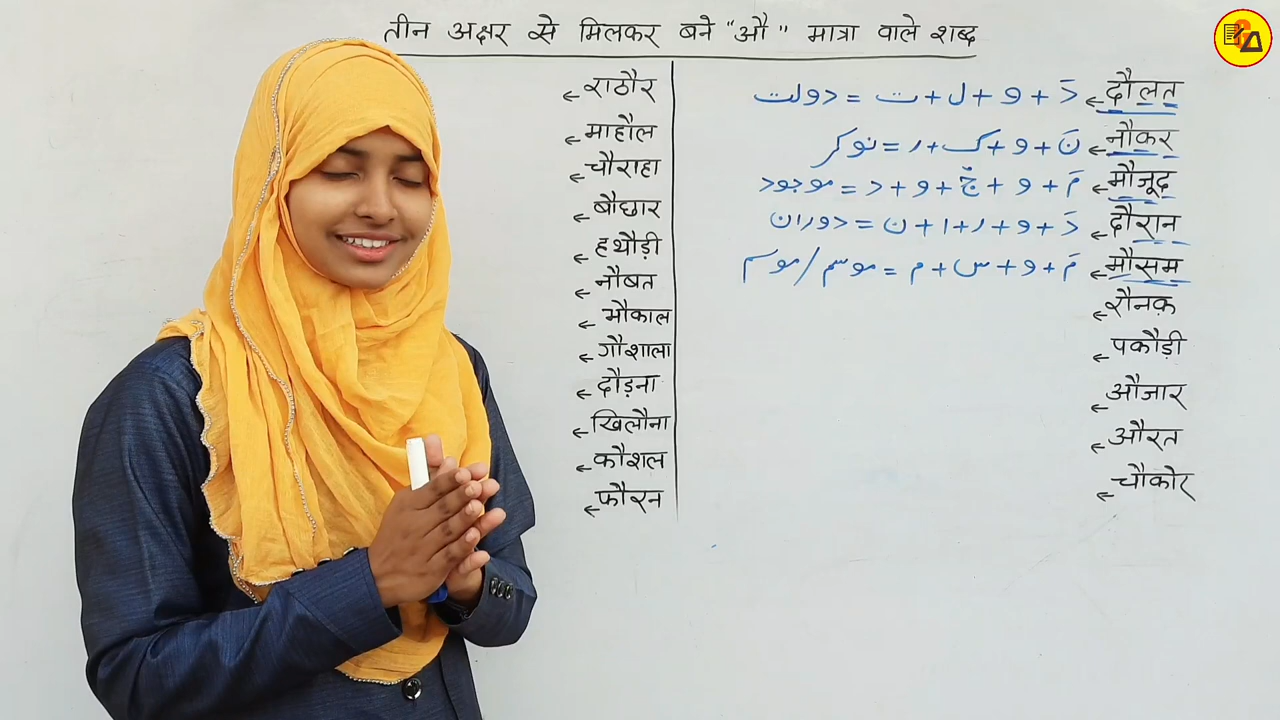 तीन अक्षर से मिलकर बने "औ" मात्रा वाले शब्द
دَ + و + ل + ت = دولت ← दौलत
نَ + و + ک + ر = نوکر ← नौकर
مَ + و + جُ + و + د = موجود ← मौजूद
دَ + و + ر + ا + ن = دوران ← दौरान
مَ + و + س + م = موسم / موسم ← मौसम
← रौनक़
← पकौड़ी
← औजार
← औरत
← चौकोर
← राठौर
← माहौल
← चौराहा
← बौछार
← हथौड़ी
← नौबत
← मौकाल
← गौशाला
← दौड़ना
← खिलौना
← कौशल
← फौरन